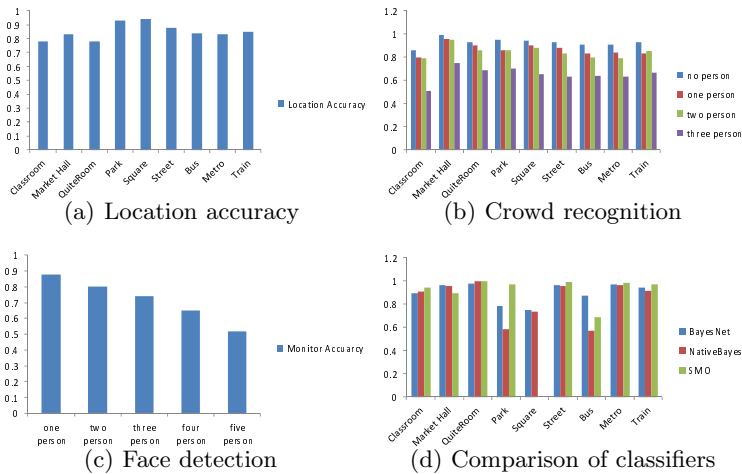 1
0.9
0.8
0.7
0.6
0.5
0.4
0.3
0.2
0.1
0
Classroom
Market Hall
QuiteRoom
Park
Square
Street
Bus
Metro
Train
Location Accuracy
(a) Location accuracy
1.2
1
0.8
0.6
0.4
0.2
0
Classroom
Market Hall
QuiteRoom
Park
Square
Street
Bus
Metro
Train
no person
one person
two person
three person
(b) Crowd recognition
1
0.9
0.8
0.7
0.6
0.5
0.4
0.3
0.2
0.1
0
one person
two person
three person
four person
five person
Monitor Accuarcy
(c) Face detection
1.2
1
0.8
0.6
0.4
0.2
0
Classroom
Market Hall
QuiteRoom
Park
Square
Street
Bus
Metro
Train
BayesNet
NativeBayes
SMO
(d) Comparison of classifiers